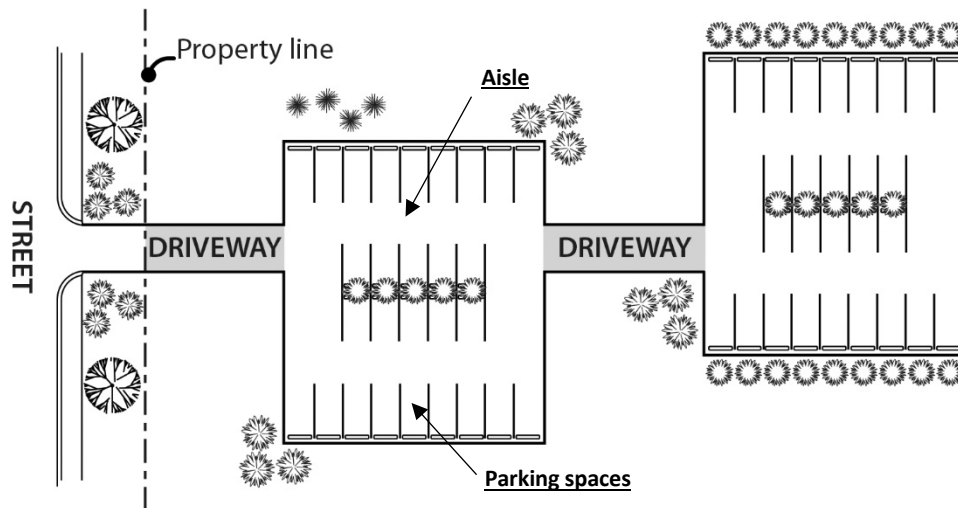 Property line
Aisle
STREET
DRIVEWAY
DRIVEWAY
Parking spaces